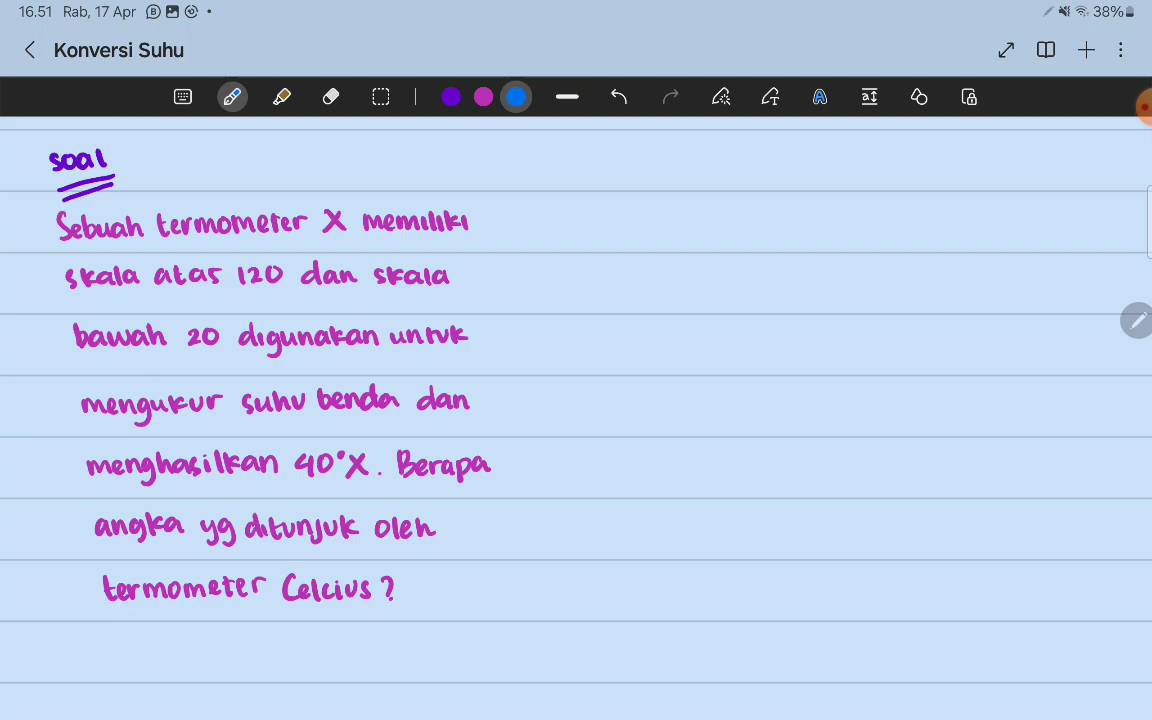 16.51 Rab, 17 Apr
38%
Konversi Suhu
soal
Sebuah termometer X memiliki
skala atas 120 dan skala
bawah 20 digunakan untuk
mengukur suhu benda dan
menghasilkan 40°X. Berapa
angka yg ditunjuk oleh
termometer Celcius?